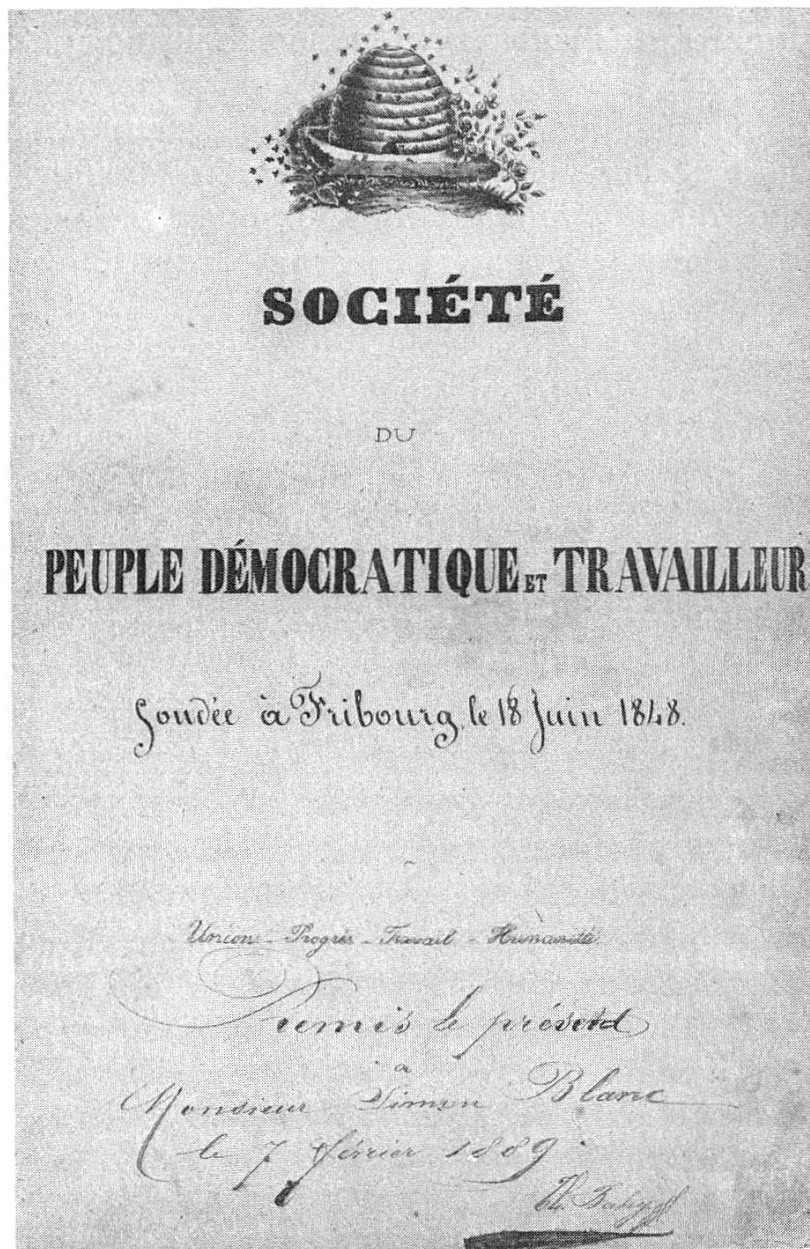 SOCIÉTÉ
DU
PEUPLE DÉMOCRATIQUE ET TRAVAILLEUR
fondée à Fribourg, le 18 Juin 1848.
Union - Progrès - Travail - Humanité
Remis le présent
à
Monsieur Simon Blanc
le 7 février 1889